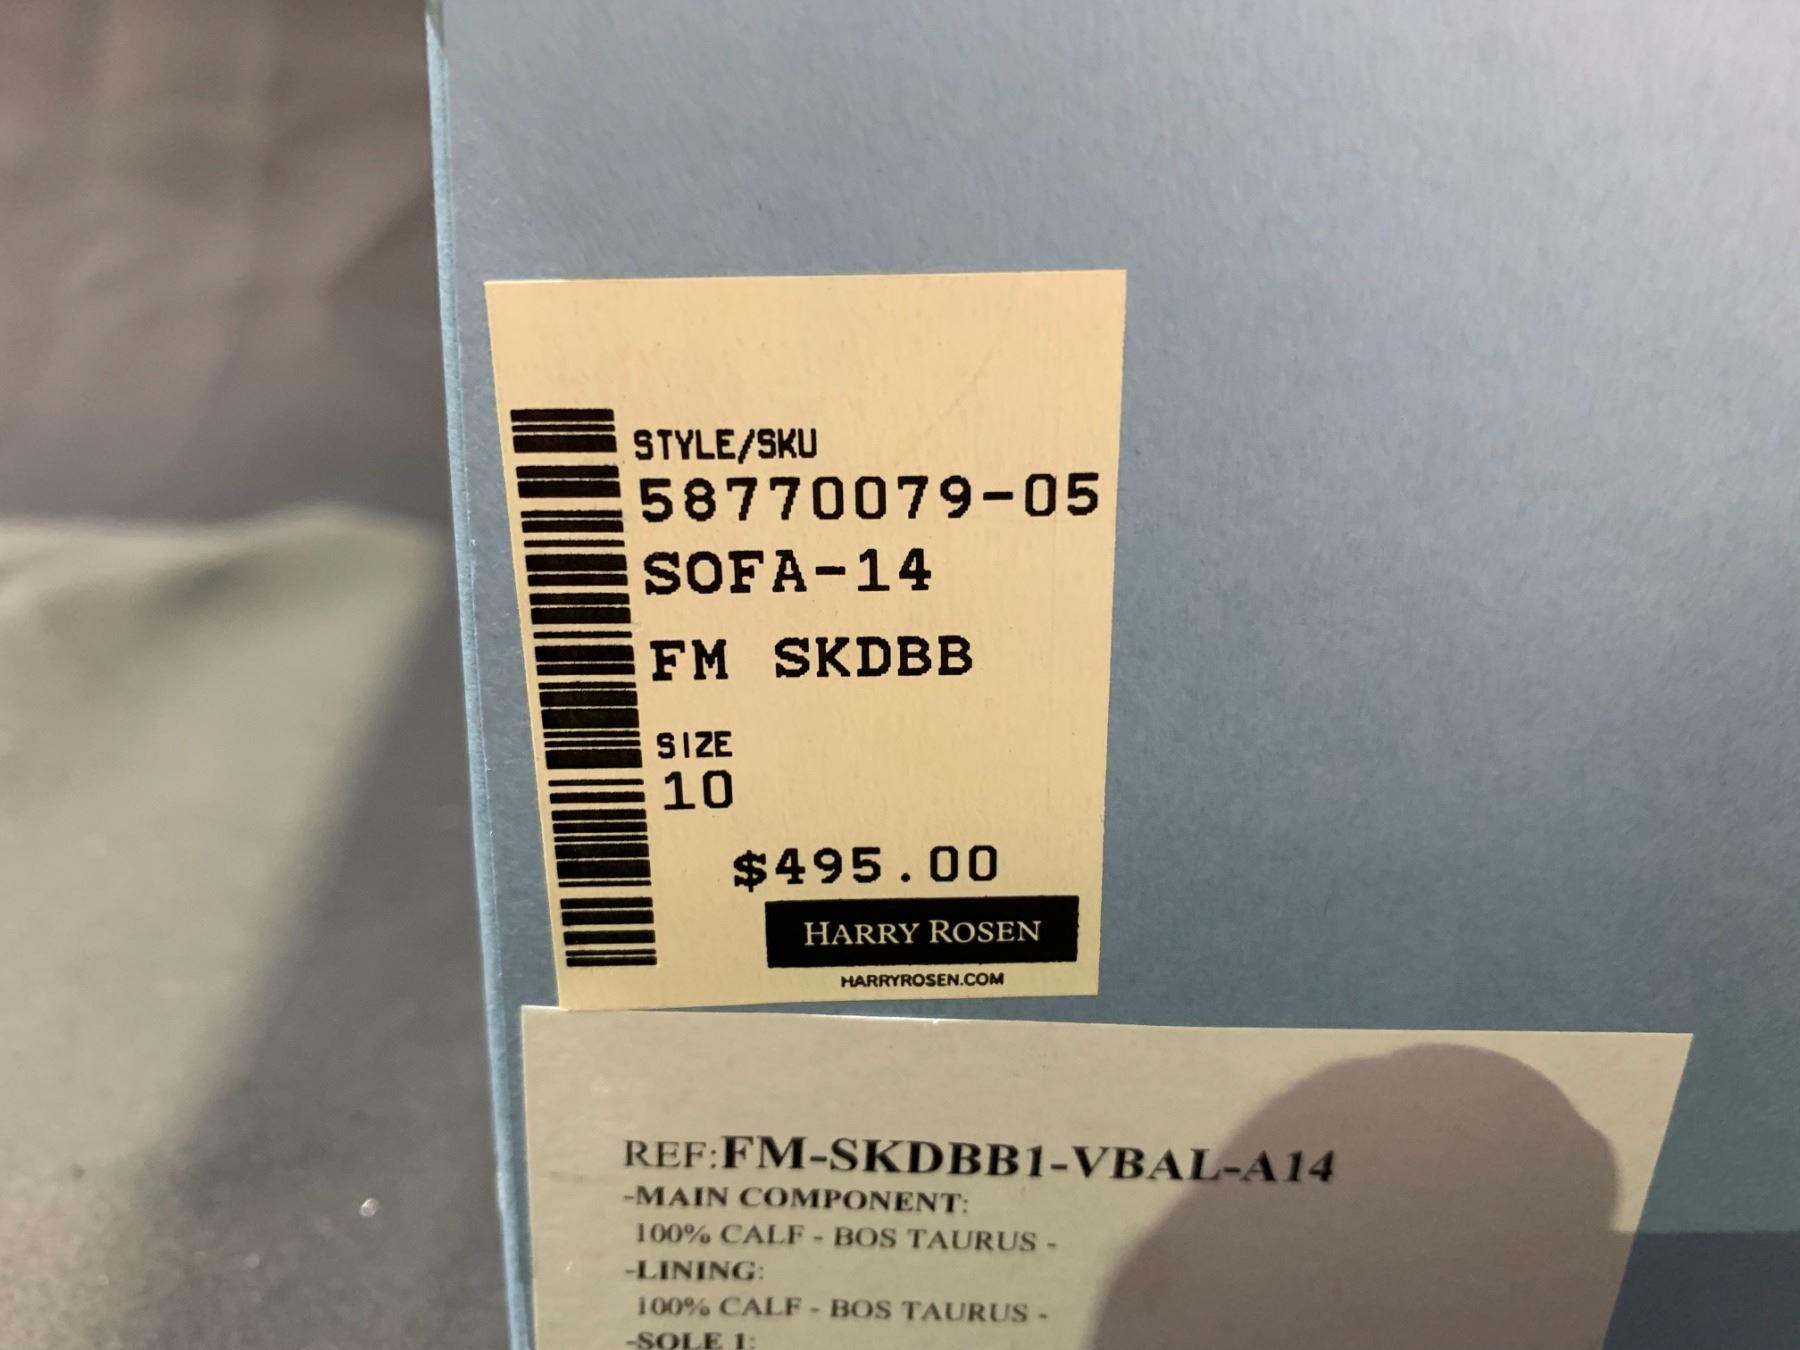 STYLE/SKU
58770079-05
SOFA-14
FM SKDBB
SIZE
10
$495.00
HARRY ROSEN
HARRYROSEN.COM
REF:FM-SKDBB1-VBAL-A14
-MAIN COMPONENT:
100% CALF - BOS TAURUS -
-LINING:
100% CALF - BOS TAURUS -
-SOLE 1: